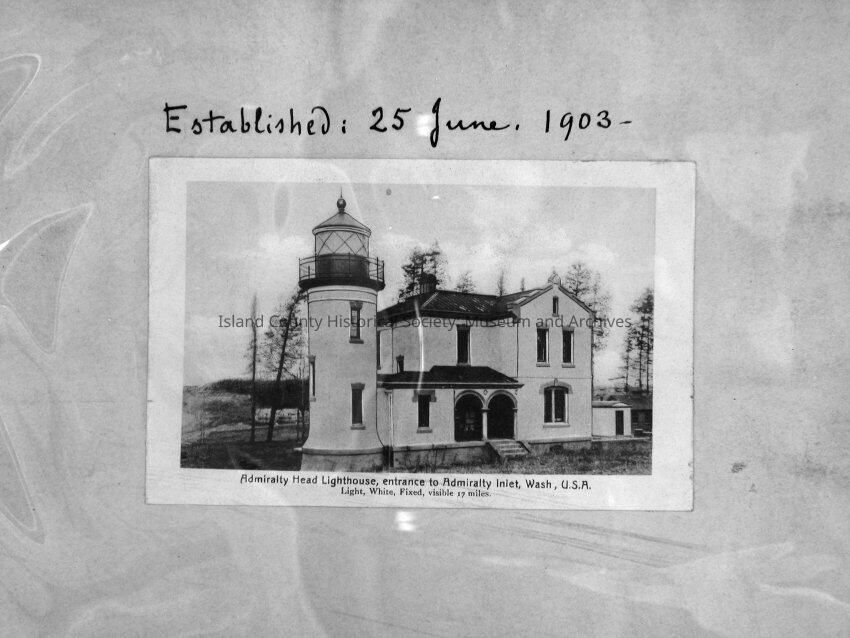 Established: 25 June. 1903-
Island County Historical Society, Museum and Archives
Admiralty Head Lighthouse, entrance to Admiralty Inlet, Wash, U.S.A.
Light, White, Fixed, visible 17 miles.